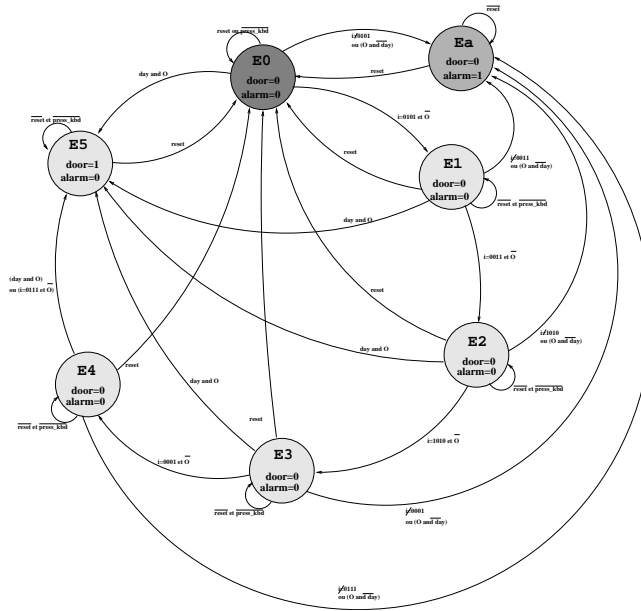 reset
reset ou press_kbd
i≠0101
ou (O and day)
Ea
door=0
alarm=1
E0
door=0
alarm=0
day and O
reset
i=0101 et O̅
reset et press_kbd
E5
door=1
alarm=0
reset
reset
i≠0011
ou (O and day)
E1
door=0
alarm=0
reset et press_kbd
day and O
i=0011 et O̅
(day and O)
ou (i=0111 et O̅)
reset
i≠1010
ou (O and day)
E2
door=0
alarm=0
day and O
reset et press_kbd
E4
door=0
alarm=0
reset
day and O
reset et press_kbd
reset
i=1010 et O̅
E3
door=0
alarm=0
i=0001 et O̅
reset et press_kbd
i≠0001
ou (O and day)
i≠0111
ou (O and day)